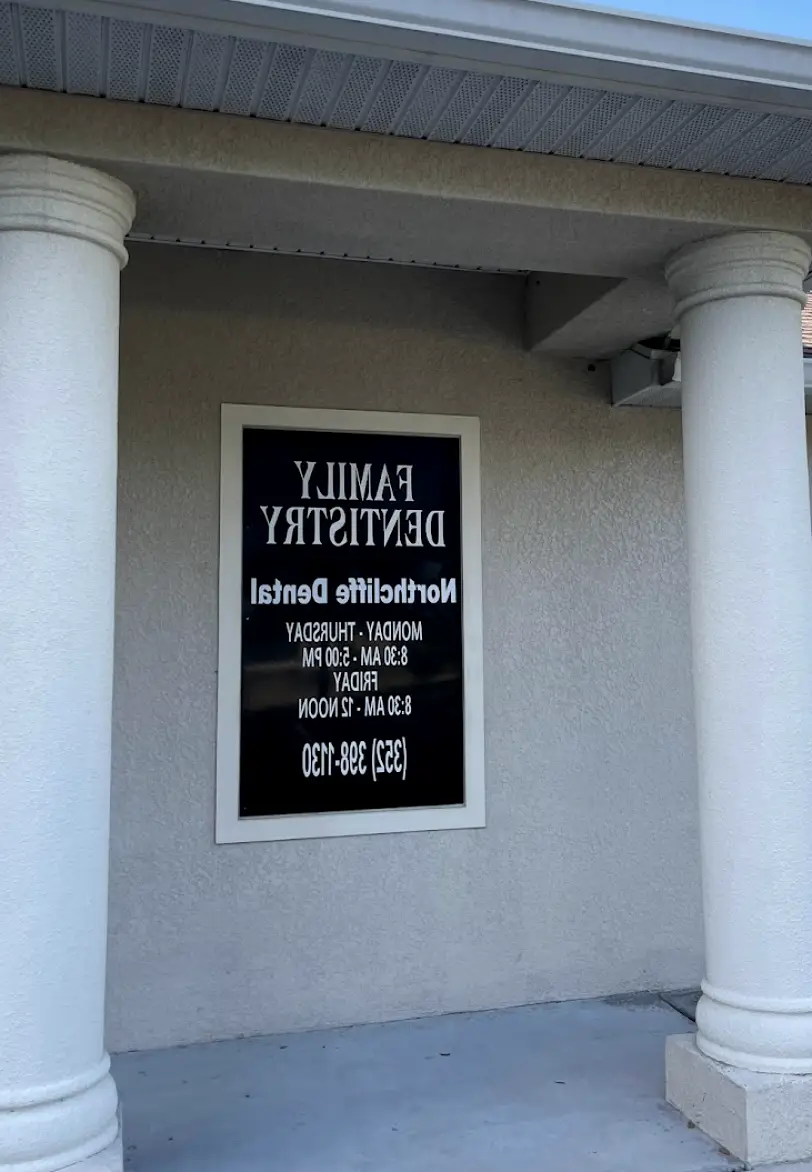 FAMILY
DENTISTRY
Northcliffe Dental
MONDAY - THURSDAY
8:30 AM - 5:00 PM
FRIDAY
8:30 AM - 12 NOON
(352) 398-1130